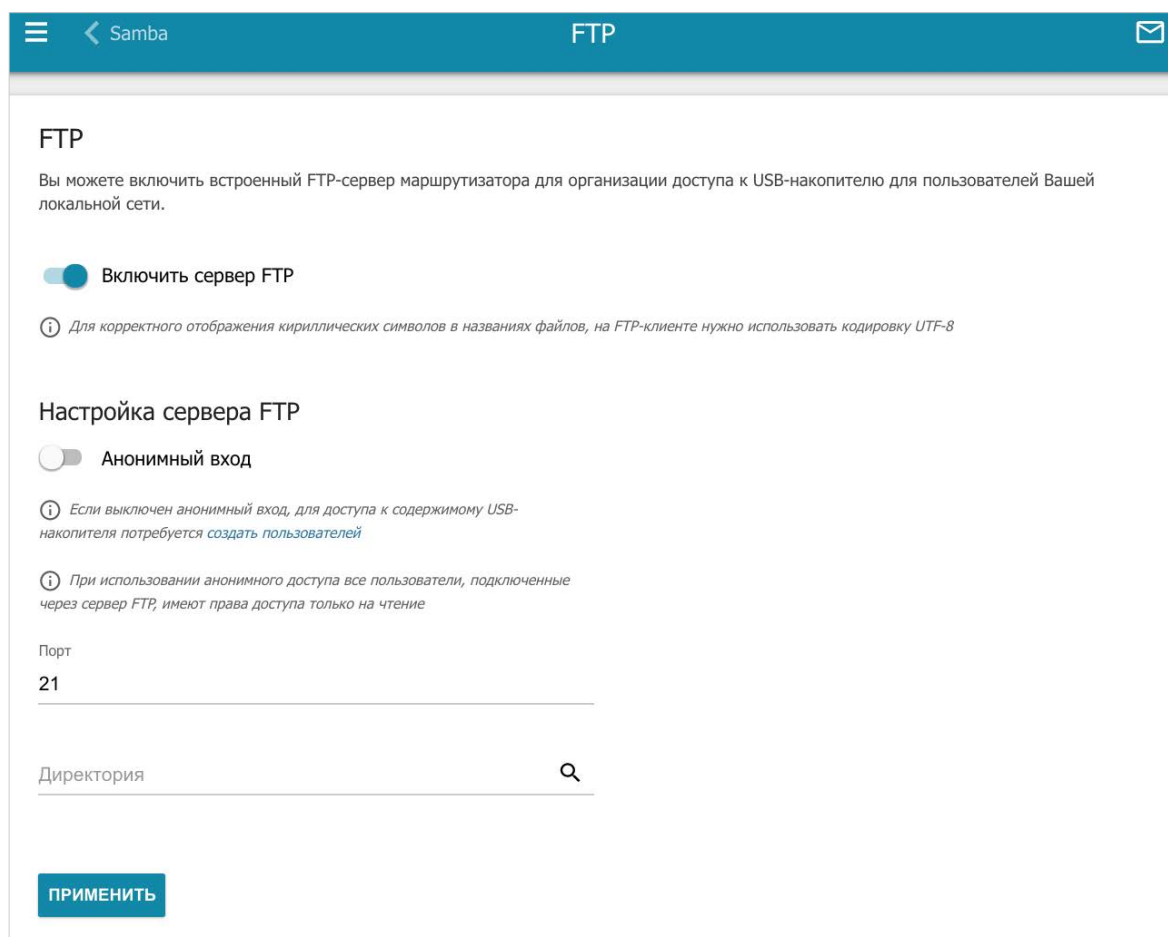 Samba
FTP
FTP
Вы можете включить встроенный FTP-сервер маршрутизатора для организации доступа к USB-накопителю для пользователей Вашей
локальной сети.
Включить сервер FTP
Для корректного отображения кириллических символов в названиях файлов, на FTP-клиенте нужно использовать кодировку UTF-8
Настройка сервера FTP
Анонимный вход
Если выключен анонимный вход, для доступа к содержимому USB-
накопителя потребуется создать пользователей
При использовании анонимного доступа все пользователи, подключенные
через сервер FTP, имеют права доступа только на чтение
Порт
21
Директория
ПРИМЕНИТЬ